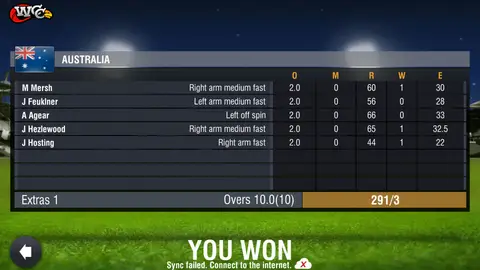 WCC
AUSTRALIA
O M R W E
M Mersh Right arm medium fast 2.0 0 60 1 30
J Feuklner Left arm medium fast 2.0 0 56 0 28
A Agear Left off spin 2.0 0 66 0 33
J Hezlewood Right arm medium fast 2.0 0 65 1 32.5
J Hosting Right arm fast 2.0 0 44 1 22
Extras 1 Overs 10.0(10) 291/3
YOU WON
Sync failed. Connect to the internet.